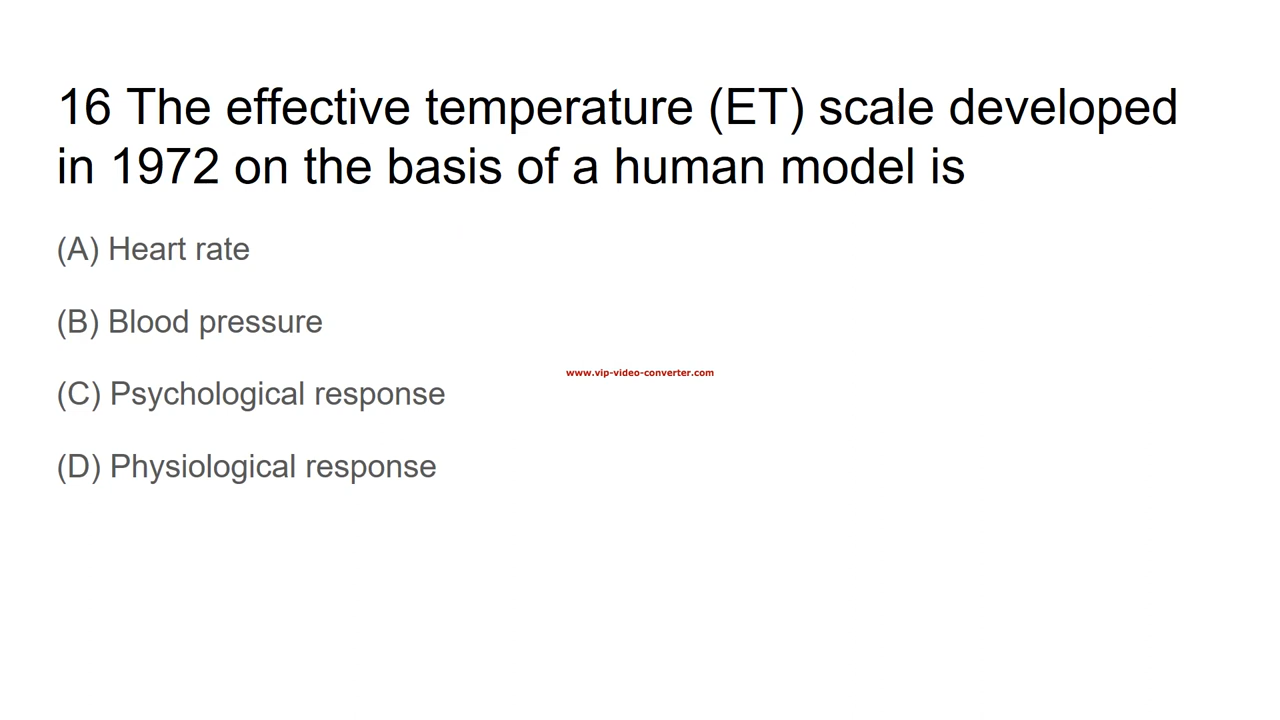 16 The effective temperature (ET) scale developed
in 1972 on the basis of a human model is
(A) Heart rate
(B) Blood pressure
www.vip-video-converter.com
(C) Psychological response
(D) Physiological response